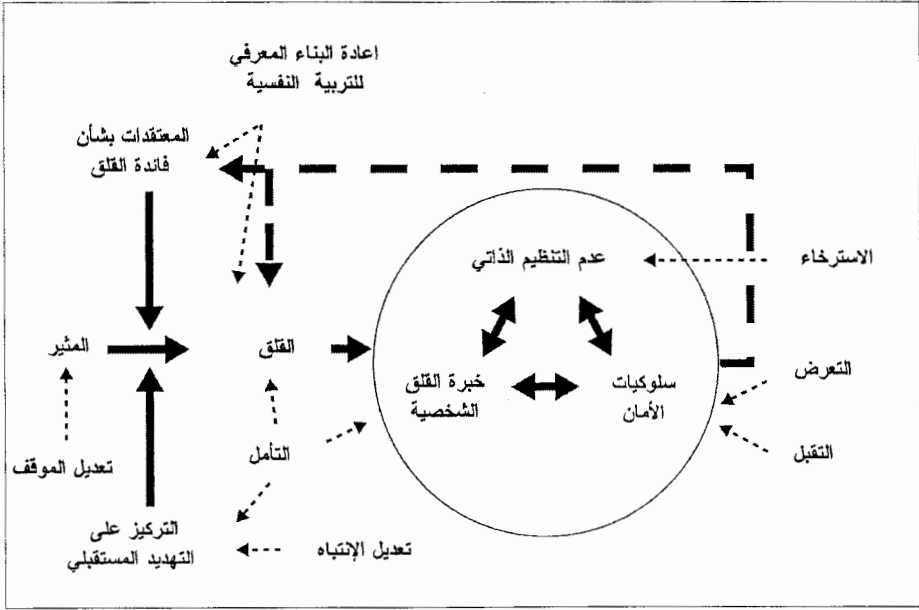 اعادة البناء المعرفي
للتربية النفسية
المعتقدات بشأن
فائدة القلق
عدم التنظيم الذاتي
الاسترخاء
المثير
القلق
خبرة القلق
الشخصية
سلوكيات
الأمان
التعرض
التقبل
التأمل
تعديل الموقف
التركيز على
التهديد المستقبلي
تعديل الإنتباه